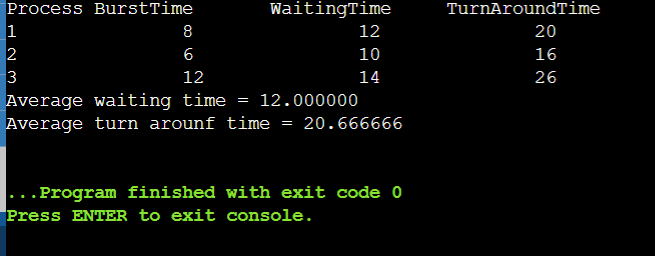 Process BurstTime WaitingTime TurnAroundTime
1 8 12 20
2 6 10 16
3 12 14 26
Average waiting time = 12.000000
Average turn arounf time = 20.666666
...Program finished with exit code 0
Press ENTER to exit console.